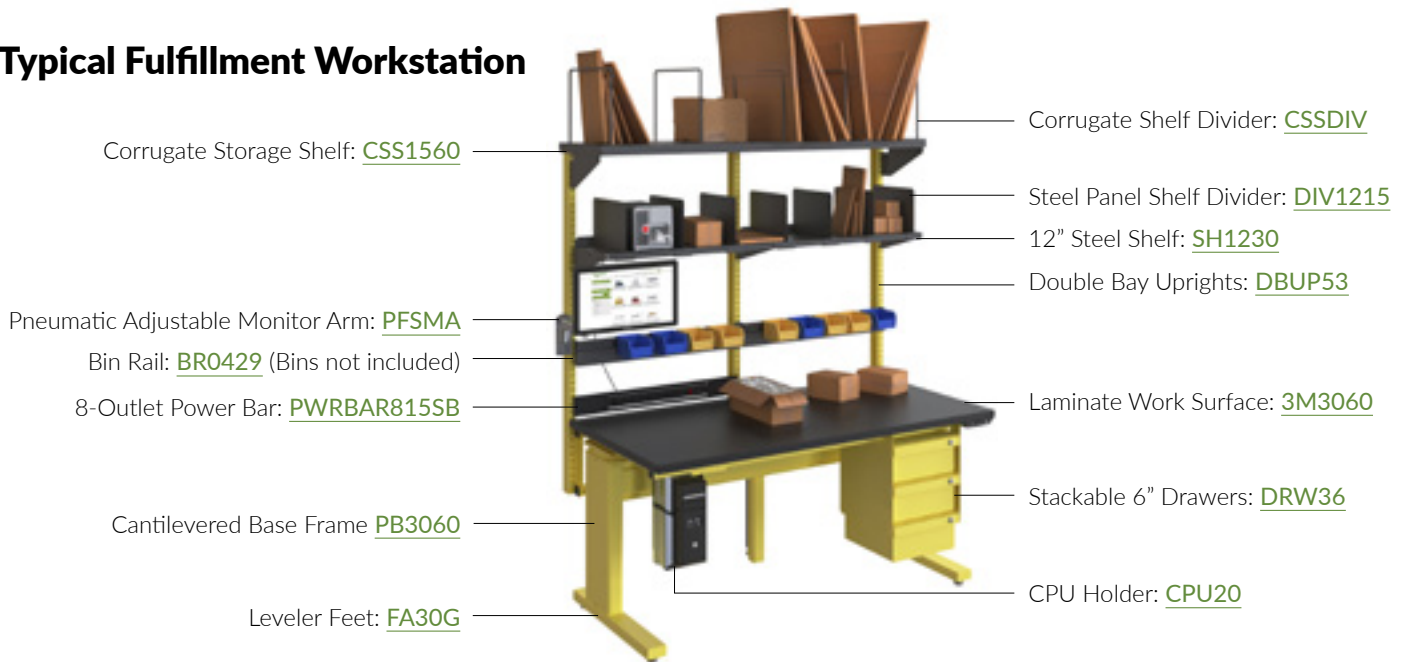 Typical Fulfillment Workstation
Corrugate Storage Shelf: CSS1560
Pneumatic Adjustable Monitor Arm: PFSMA
Bin Rail: BR0429 (Bins not included)
8-Outlet Power Bar: PWRBAR815SB
Cantilevered Base Frame PB3060
Leveler Feet: FA30G
Corrugate Shelf Divider: CSSDIV
Steel Panel Shelf Divider: DIV1215
12” Steel Shelf: SH1230
Double Bay Uprights: DBUP53
Laminate Work Surface: 3M3060
Stackable 6” Drawers: DRW36
CPU Holder: CPU20